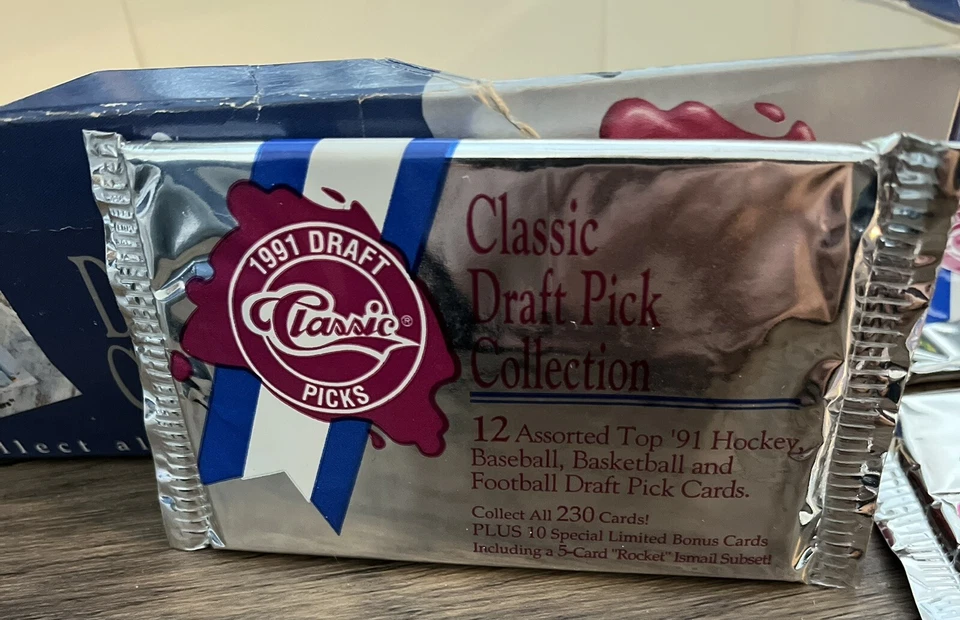 1991 DRAFT
Classic®
PICKS
Classic
Draft Pick
Collection
12 Assorted Top '91 Hockey,
Baseball, Basketball and
Football Draft Pick Cards.
Collect All 230 Cards!
PLUS 10 Special Limited Bonus Cards
Including a 5-Card "Rocket" Ismail Subset!